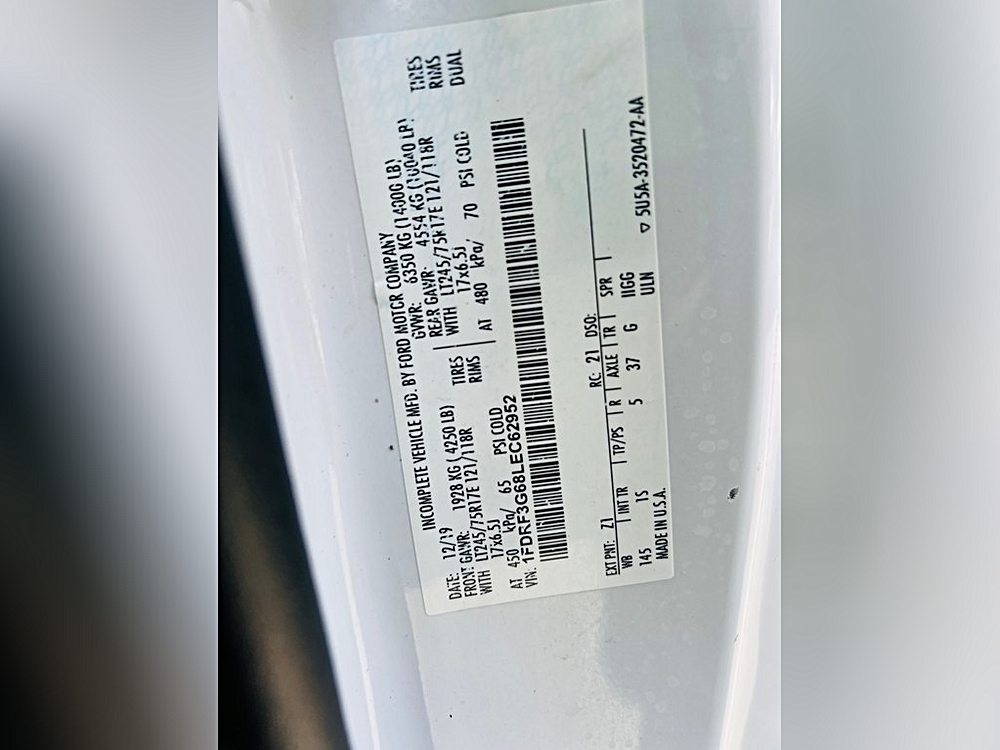 INCOMPLETE VEHICLE MFD. BY FORD MOTOR COMPANY
DATE: 12/19 GVWR: 6350 KG (14000 LB)
FRONT GAWR: 1928 KG (4250 LB) REAR GAWR: 4554 KG (10040 LB)
WITH LT245/75R17E 121/118R TIRES WITH LT245/75R17E 121/118R TIRES
17x6.5J RIMS 17x6.5J RIMS
AT 450 kPa/ 65 PSI COLD AT 480 kPa/ 70 PSI COLD DUAL
VIN: 1FDRF3G68LEC62952
EXT PNT: Z1 RC: 21 DSO:
WB INT TR TP/PS R AXLE TR SPR
145 1S 5 37 G IIGG
MADE IN U.S.A. ULN
▽ 5U5A-3520472-AA